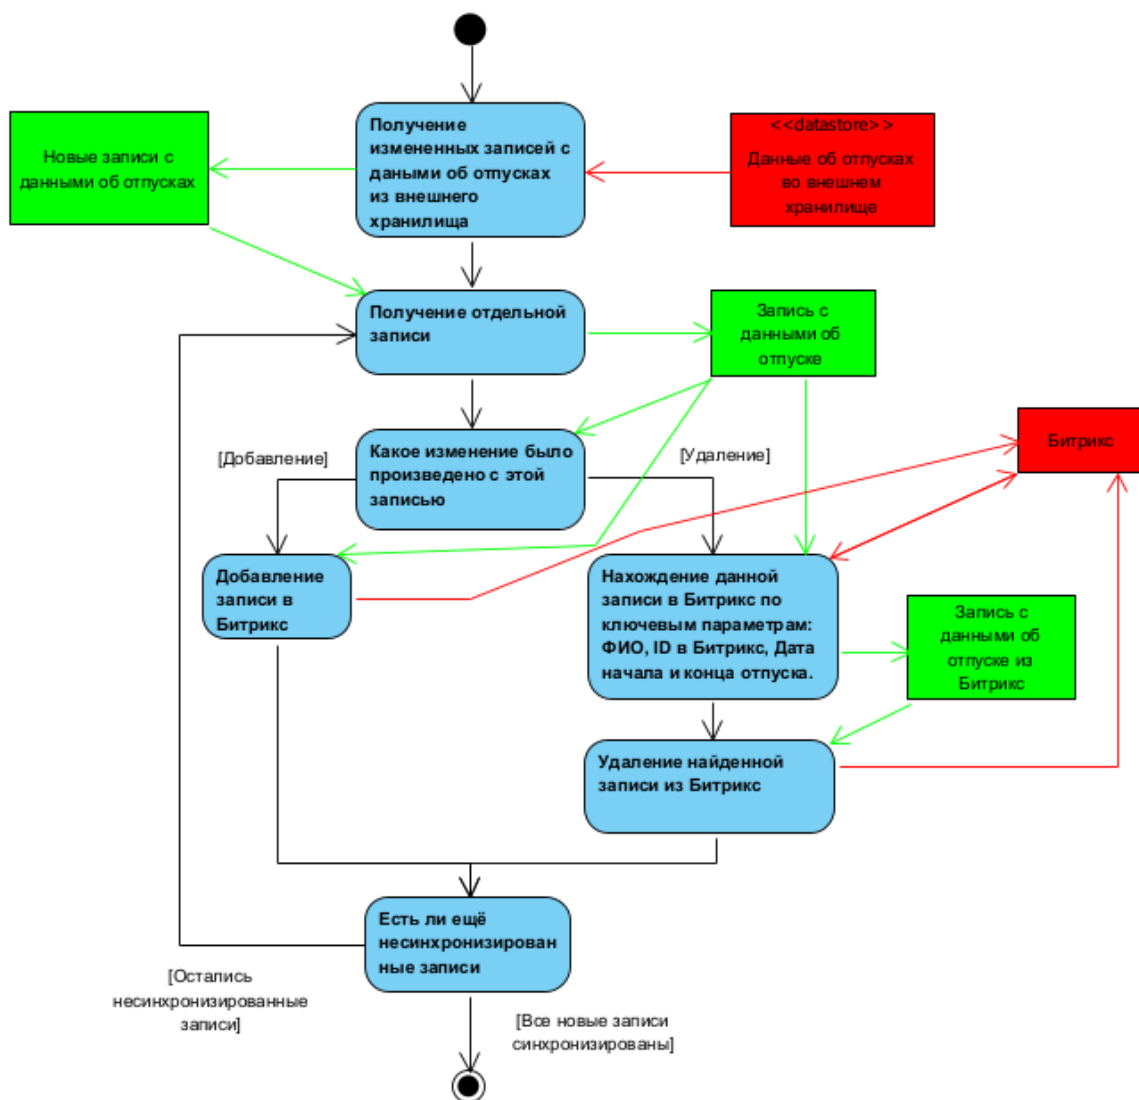 Получение
измененных записей с
даными об отпусках
из внешнего
хранилища
<<datastore>>
Данные об отпусках
во внешнем
хранилище
Новые записи с
данными об отпусках
Получение отдельной
записи
Запись с
данными об
отпуске
Битрикс
Какое изменение было
произведено с этой
записью
[Добавление]
[Удаление]
Добавление
записи в
Битрикс
Нахождение данной
записи в Битрикс по
ключевым параметрам:
ФИО, ID в Битрикс, Дата
начала и конца отпуска.
Запись с
данными об
отпуске из
Битрикс
Удаление найденной
записи из Битрикс
Есть ли ещё
несинхронизирован
ные записи
[Остались
несинхронизированные
записи]
[Все новые записи
синхронизированы]